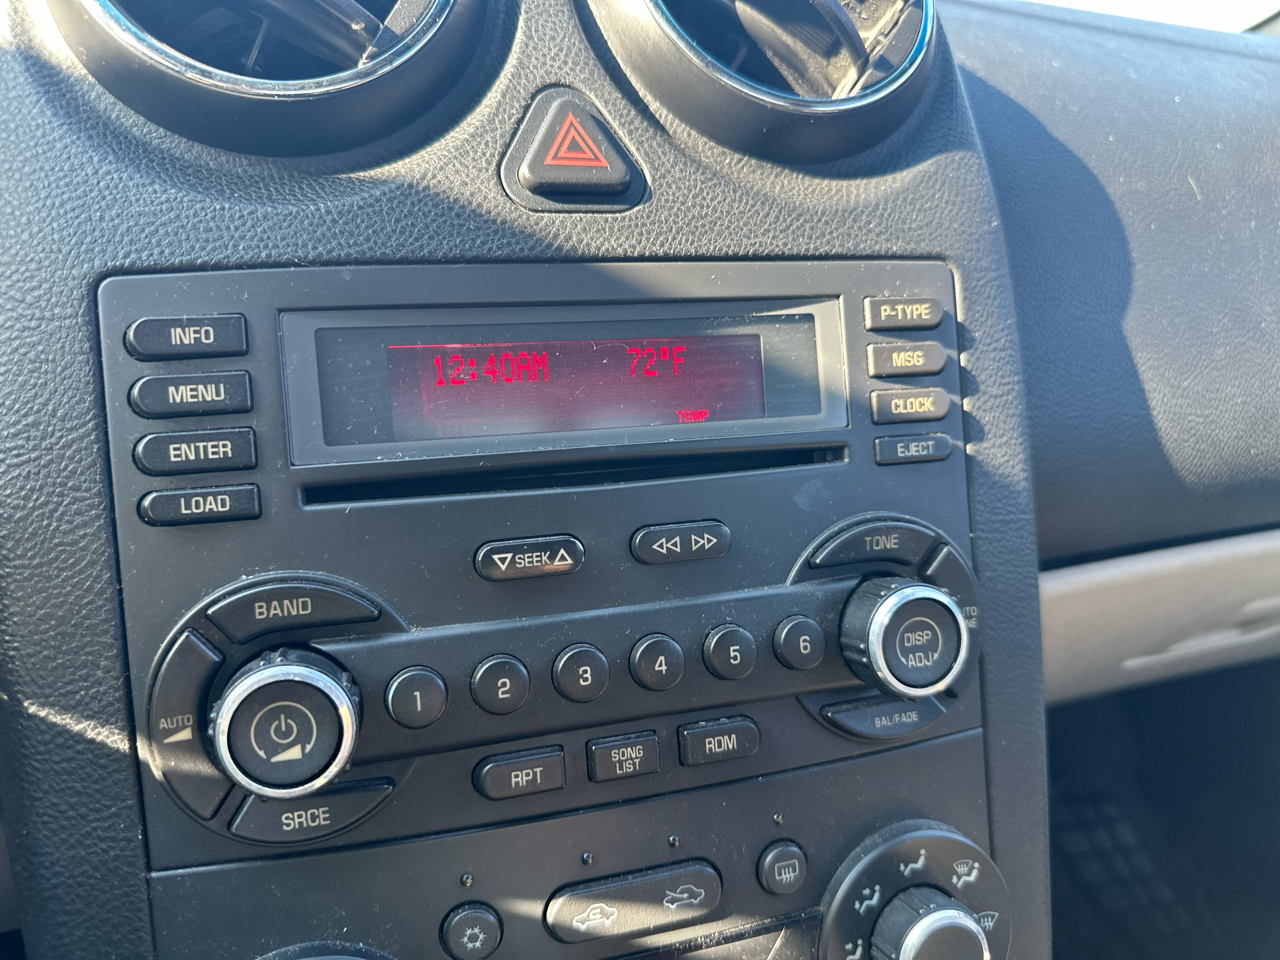 INFO
MENU
ENTER
LOAD
12:40AM 72°F
TEMP
P-TYPE
MSG
CLOCK
EJECT
SEEK
BAND
AUTO
SRCE
1
2
3
4
5
6
TONE
DISP
ADJ
BAL/FADE
RPT
SONG
LIST
RDM